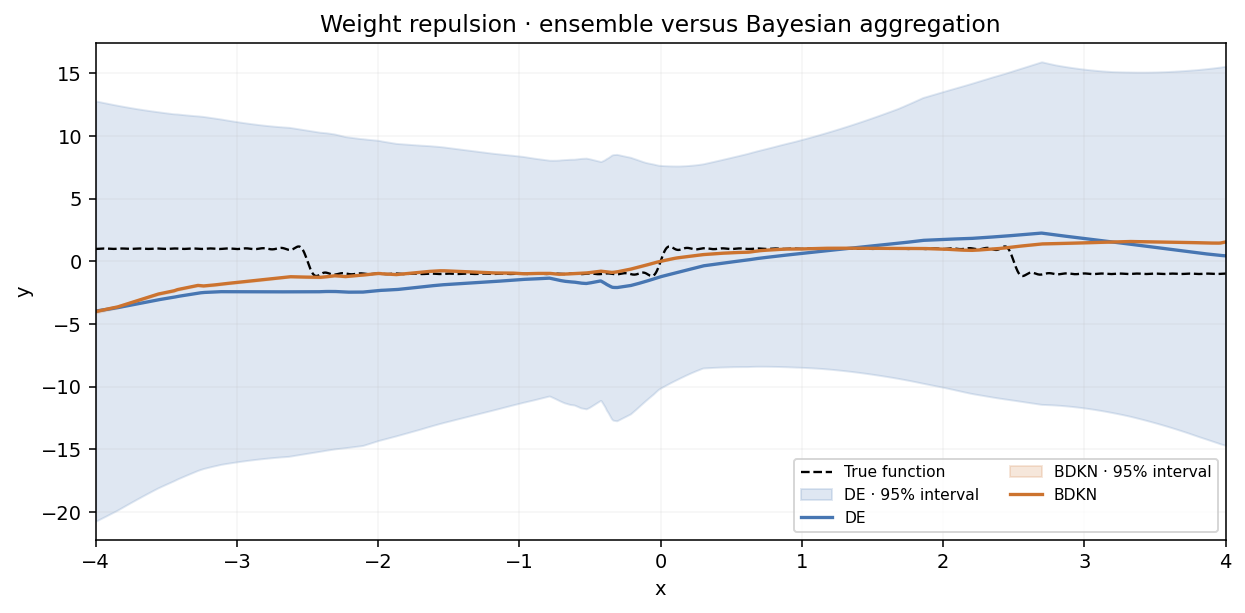 Weight repulsion · ensemble versus Bayesian aggregation
15
10
5
0
−5
−10
−15
−20
y
−4
−3
−2
−1
0
1
2
3
4
x
True function
DE · 95% interval
DE
BDKN · 95% interval
BDKN